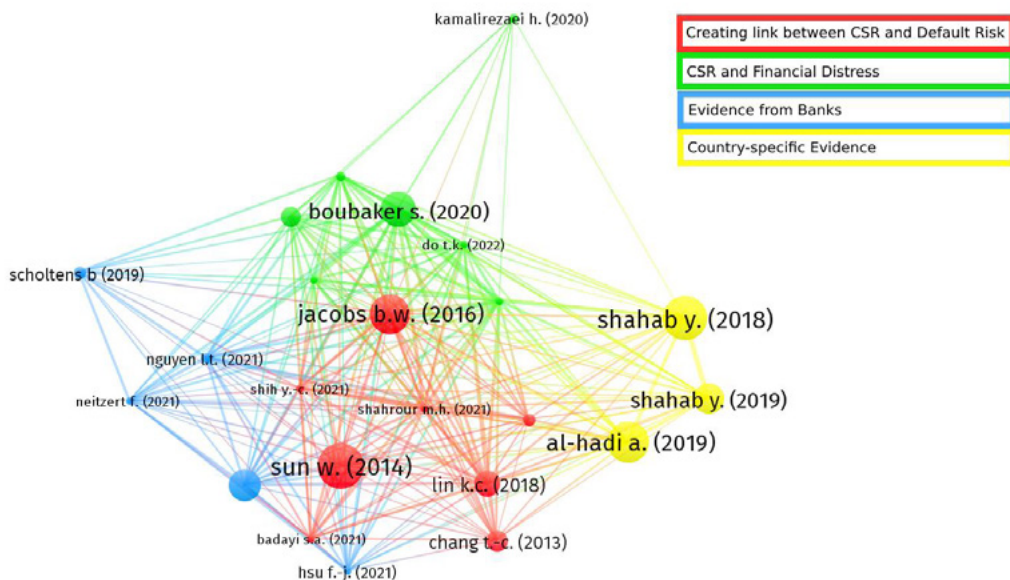 kamalirezaei h. (2020)
Creating link between CSR and Default Risk
CSR and Financial Distress
Evidence from Banks
Country-specific Evidence
boubaker s. (2020)
do t.k. (2022)
scholtens b (2019)
jacobs b.w. (2016)
shahab y. (2018)
nguyen l.t. (2021)
shih y.-c. (2021)
neitzert f. (2021)
shahrour m.h. (2021)
shahab y. (2019)
al-hadi a. (2019)
sun w. (2014)
lin k.c. (2018)
badayi s.a. (2021)
chang t.-c. (2013)
hsu f.-j. (2021)